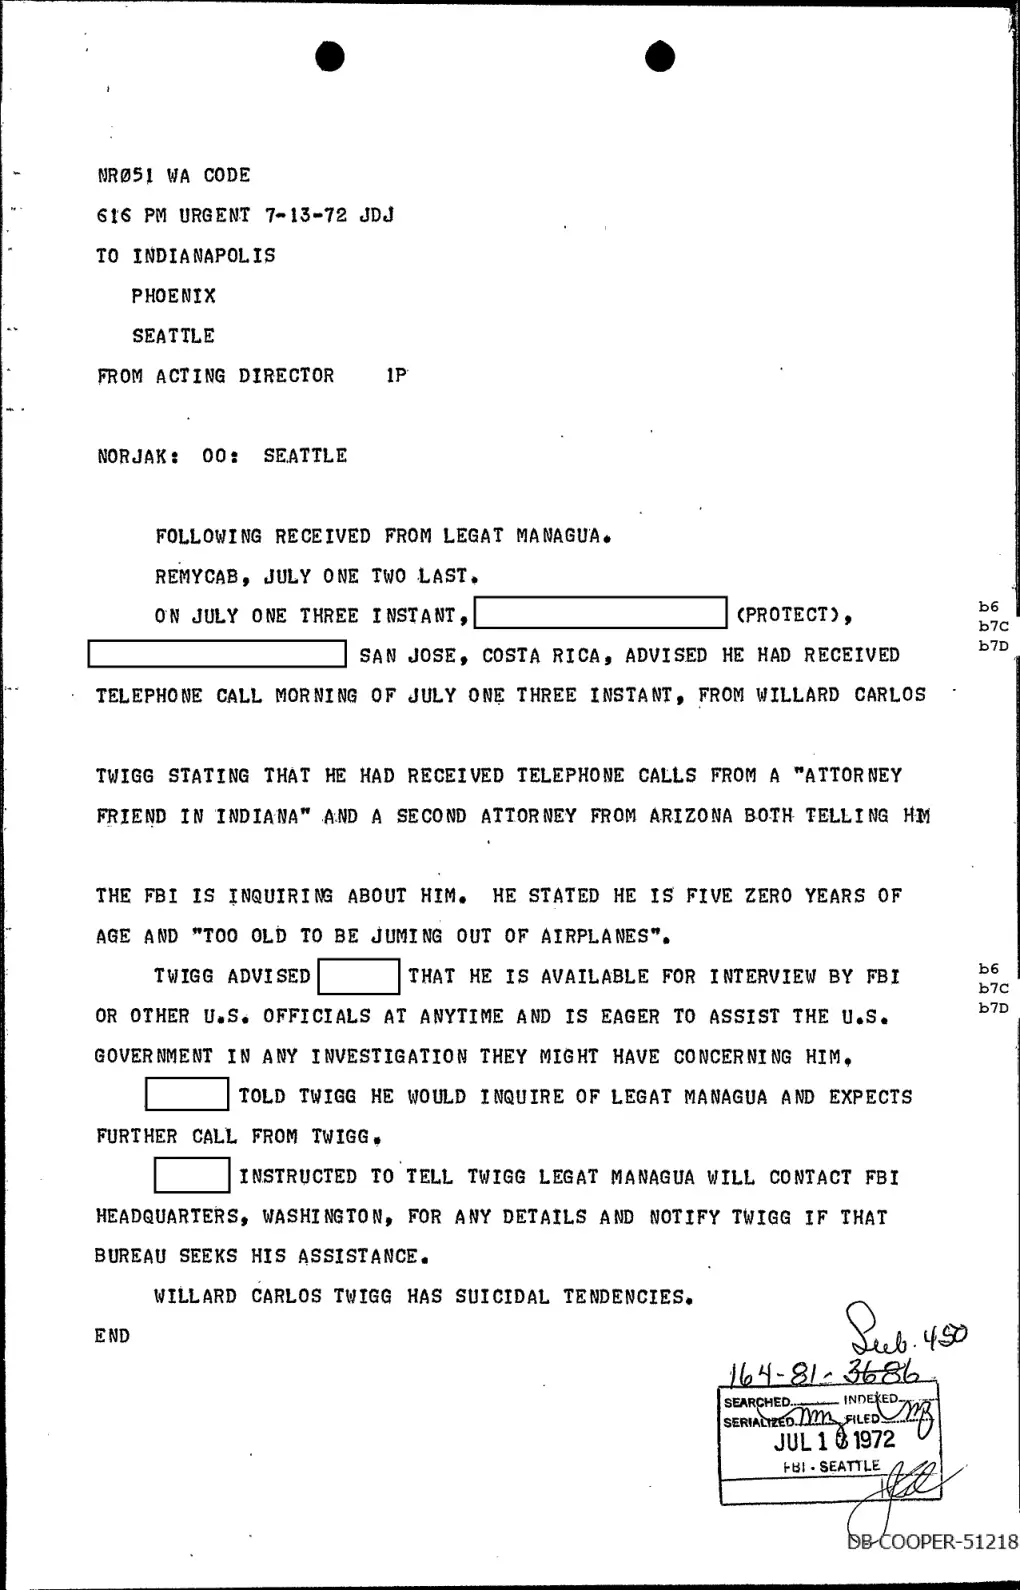 NR051 WA CODE
616 PM URGENT 7-13-72 JDJ
TO INDIANAPOLIS
PHOENIX
SEATTLE
FROM ACTING DIRECTOR 1P
NORJAK: OO: SEATTLE
FOLLOWING RECEIVED FROM LEGAT MANAGUA.
REMYCAB, JULY ONE TWO LAST.
ON JULY ONE THREE INSTANT, (PROTECT),
b6
b7C
b7D
SAN JOSE, COSTA RICA, ADVISED HE HAD RECEIVED
TELEPHONE CALL MORNING OF JULY ONE THREE INSTANT, FROM WILLARD CARLOS
TWIGG STATING THAT HE HAD RECEIVED TELEPHONE CALLS FROM A "ATTORNEY
FRIEND IN INDIANA" AND A SECOND ATTORNEY FROM ARIZONA BOTH TELLING HIM
THE FBI IS INQUIRING ABOUT HIM. HE STATED HE IS FIVE ZERO YEARS OF
AGE AND "TOO OLD TO BE JUMING OUT OF AIRPLANES".
TWIGG ADVISED THAT HE IS AVAILABLE FOR INTERVIEW BY FBI
b6
b7C
b7D
OR OTHER U.S. OFFICIALS AT ANYTIME AND IS EAGER TO ASSIST THE U.S.
GOVERNMENT IN ANY INVESTIGATION THEY MIGHT HAVE CONCERNING HIM.
TOLD TWIGG HE WOULD INQUIRE OF LEGAT MANAGUA AND EXPECTS
FURTHER CALL FROM TWIGG.
INSTRUCTED TO TELL TWIGG LEGAT MANAGUA WILL CONTACT FBI
HEADQUARTERS, WASHINGTON, FOR ANY DETAILS AND NOTIFY TWIGG IF THAT
BUREAU SEEKS HIS ASSISTANCE.
WILLARD CARLOS TWIGG HAS SUICIDAL TENDENCIES.
END
Sub. 450
164-81-3686
SEARCHED INDEXED
SERIALIZED FILED
JUL 1 1972
FBI - SEATTLE
DB COOPER-51218